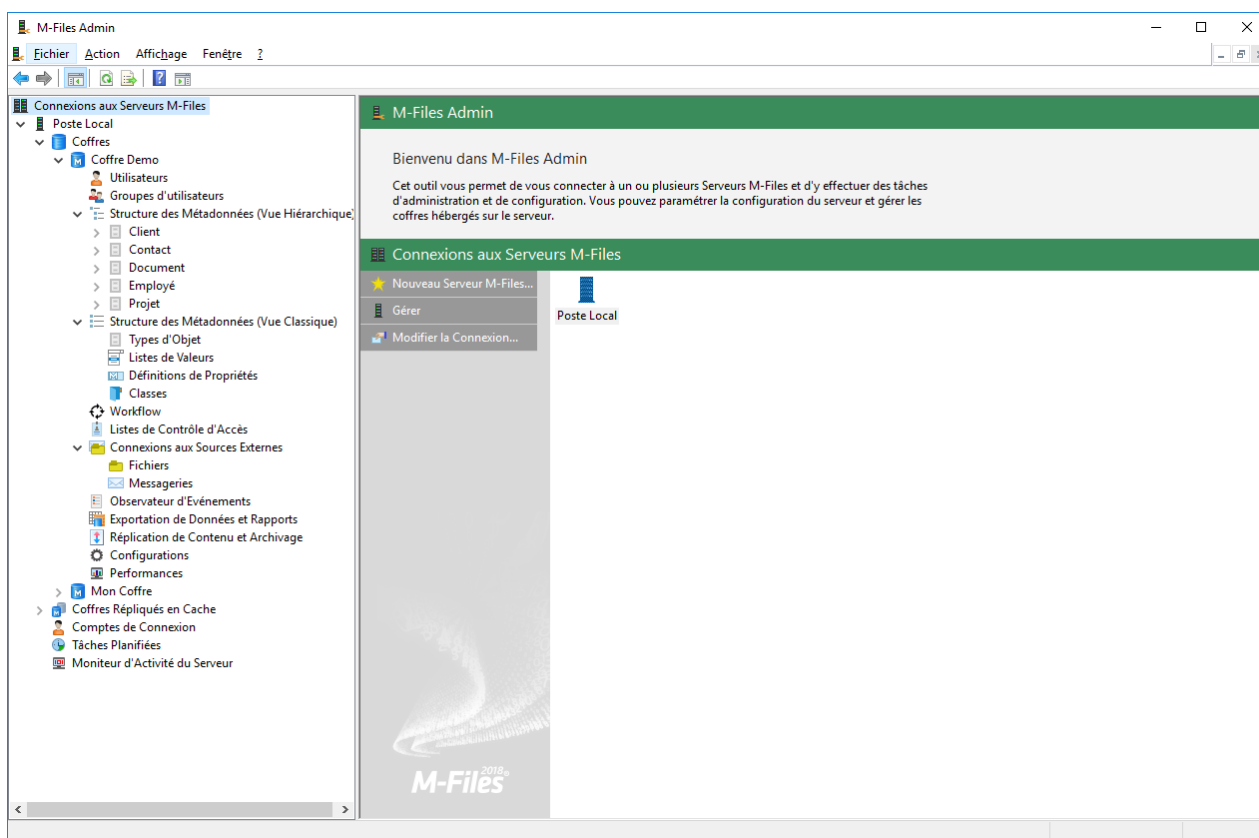 M-Files Admin
Fichier Action Affichage Fenêtre ?
Connexions aux Serveurs M-Files
Poste Local
Coffres
Coffre Demo
Utilisateurs
Groupes d'utilisateurs
Structure des Métadonnées (Vue Hiérarchique)
Client
Contact
Document
Employé
Projet
Structure des Métadonnées (Vue Classique)
Types d'Objet
Listes de Valeurs
Définitions de Propriétés
Classes
Workflow
Listes de Contrôle d'Accès
Connexions aux Sources Externes
Fichiers
Messageries
Observateur d'Evénements
Exportation de Données et Rapports
Réplication de Contenu et Archivage
Configurations
Performances
Mon Coffre
Coffres Répliqués en Cache
Comptes de Connexion
Tâches Planifiées
Moniteur d'Activité du Serveur
M-Files Admin
Bienvenu dans M-Files Admin
Cet outil vous permet de vous connecter à un ou plusieurs Serveurs M-Files et d'y effectuer des tâches
d'administration et de configuration. Vous pouvez paramétrer la configuration du serveur et gérer les
coffres hébergés sur le serveur.
Connexions aux Serveurs M-Files
Nouveau Serveur M-Files...
Gérer
Modifier la Connexion...
Poste Local
M-Files 2018®